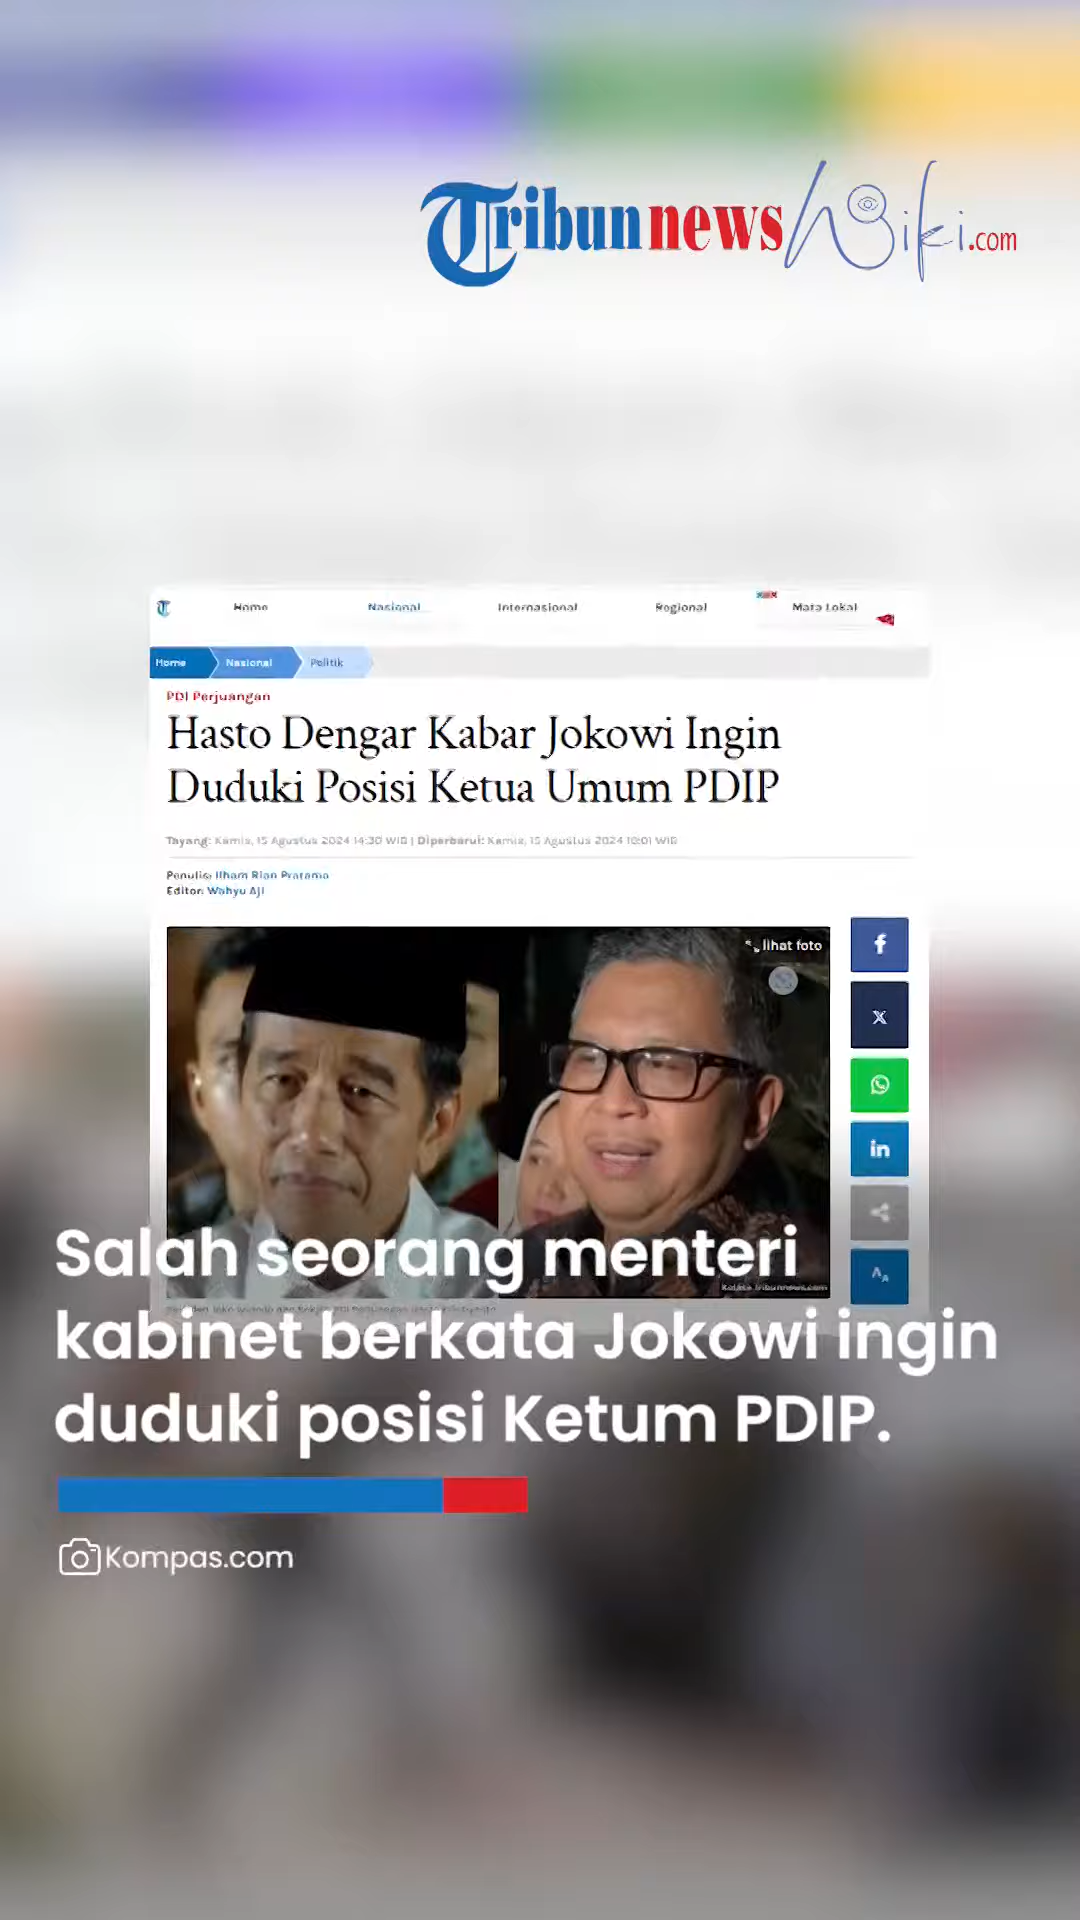 TribunnewsWiki.com
Home Nasional Internasional Regional Mata Lokal
Home Nasional Politik
PDI Perjuangan
Hasto Dengar Kabar Jokowi Ingin
Duduki Posisi Ketua Umum PDIP
Tayang: Kamis, 15 Agustus 2024 14:30 WIB | Diperbarui: Kamis, 15 Agustus 2024
Penulis: Ilham Rian Pratama
Editor: Wahyu Aji
lihat foto
Salah seorang menteri
kabinet berkata Jokowi ingin
duduki posisi Ketum PDIP.
Kompas.com